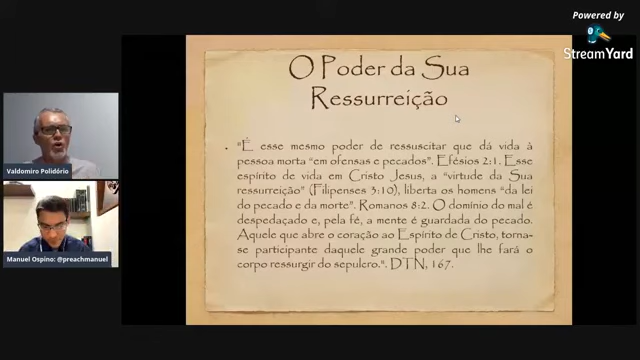 Powered by
StreamYard
O Poder da Sua
Ressurreição
• "É esse mesmo poder de ressuscitar que dá vida à
pessoa morta "em ofensas e pecados". Efésios 2:1. Esse
espírito de vida em Cristo Jesus, a "virtude da Sua
ressurreição" (Filipenses 3:10), liberta os homens "da lei
do pecado e da morte". Romanos 8:2. O domínio do mal é
despedaçado e, pela fé, a mente é guardada do pecado.
Aquele que abre o coração ao Espírito de Cristo, torna-
se participante daquele grande poder que lhe fará o
corpo ressurgir do sepulcro.". DTN, 167.
Valdomiro Polidório
Manuel Ospino: @preachmanuel